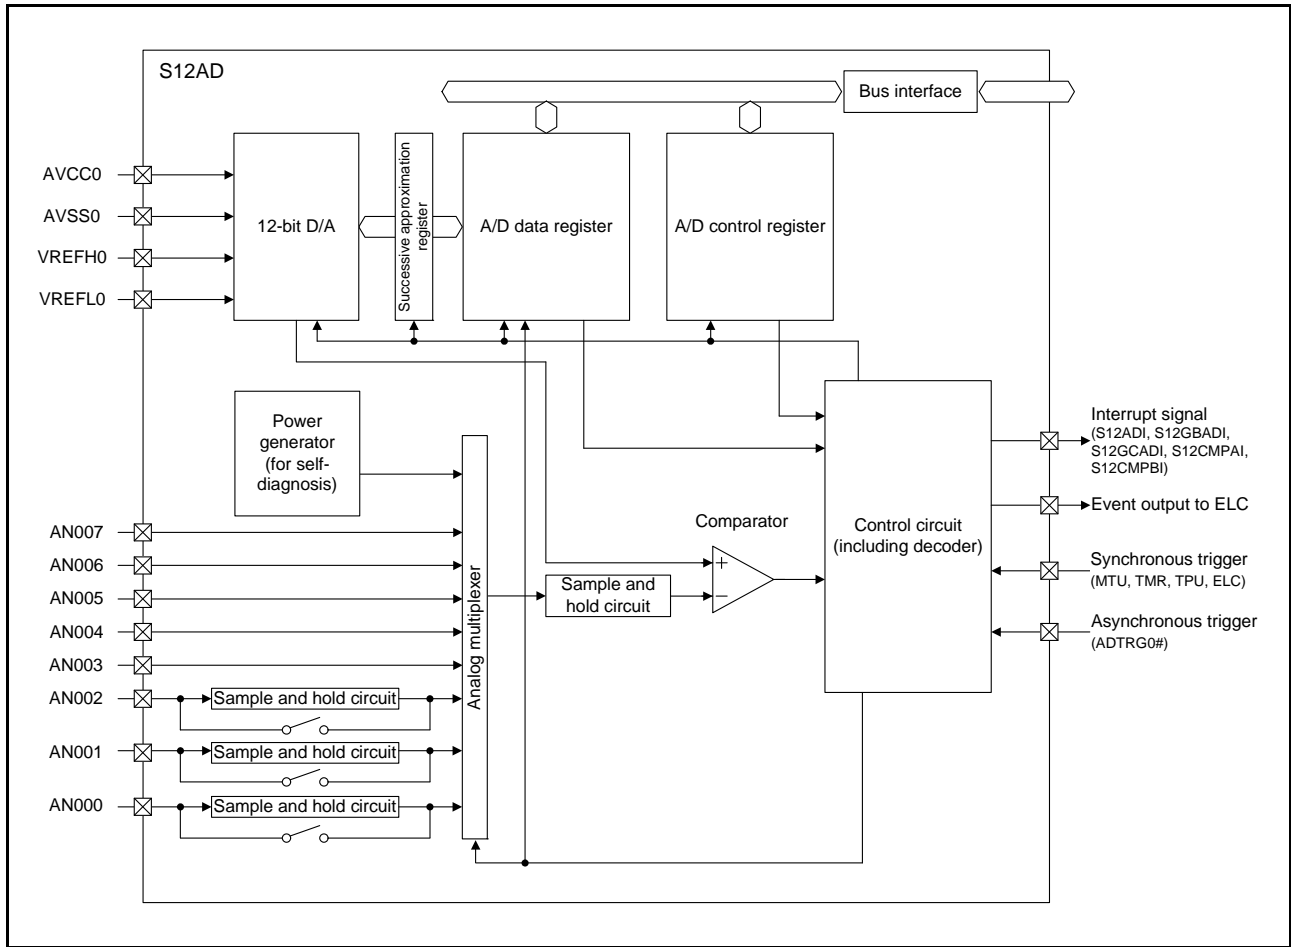 S12AD
Bus interface
AVCC0
AVSS0
VREFH0
VREFL0
12-bit D/A
Successive approximation
register
A/D data register
A/D control register
Power
generator
(for self-
diagnosis)
Interrupt signal
(S12ADI, S12GBADI,
S12GCADI, S12CMPAI,
S12CMPBI)
Event output to ELC
Synchronous trigger
(MTU, TMR, TPU, ELC)
Asynchronous trigger
(ADTRG0#)
Control circuit
(including decoder)
Comparator
+
−
Sample and
hold circuit
Analog multiplexer
AN007
AN006
AN005
AN004
AN003
AN002
Sample and hold circuit
AN001
Sample and hold circuit
AN000
Sample and hold circuit